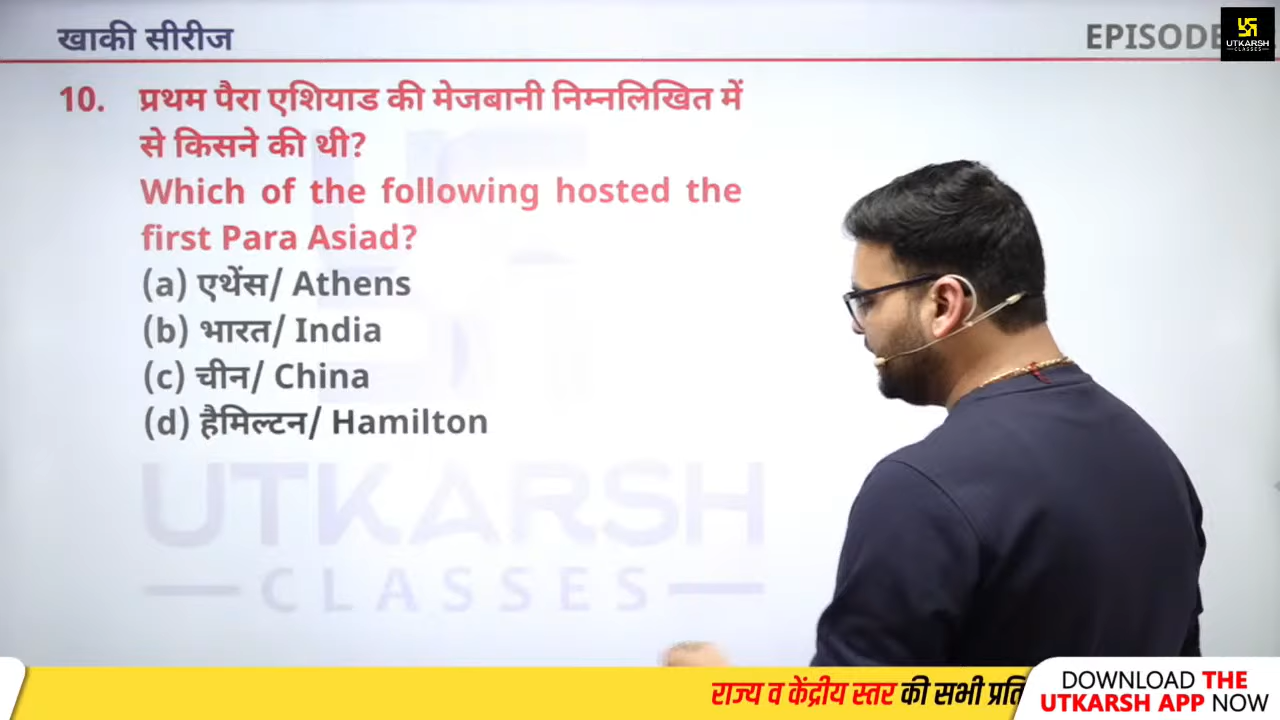 खाकी सीरीज
EPISODE
UTKARSH
CLASSES
10. प्रथम पैरा एशियाड की मेजबानी निम्नलिखित में
से किसने की थी?
Which of the following hosted the
first Para Asiad?
(a) एथेंस/ Athens
(b) भारत/ India
(c) चीन/ China
(d) हैमिल्टन/ Hamilton
UTKARSH
CLASSES
राज्य व केंद्रीय स्तर की सभी
DOWNLOAD THE
UTKARSH APP NOW